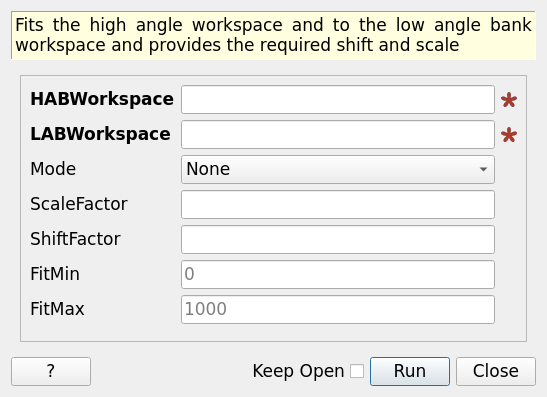 Fits the high angle workspace and to the low angle bank
workspace and provides the required shift and scale
HABWorkspace *
LABWorkspace *
Mode None
ScaleFactor
ShiftFactor
FitMin 0
FitMax 1000
? Keep Open Run Close